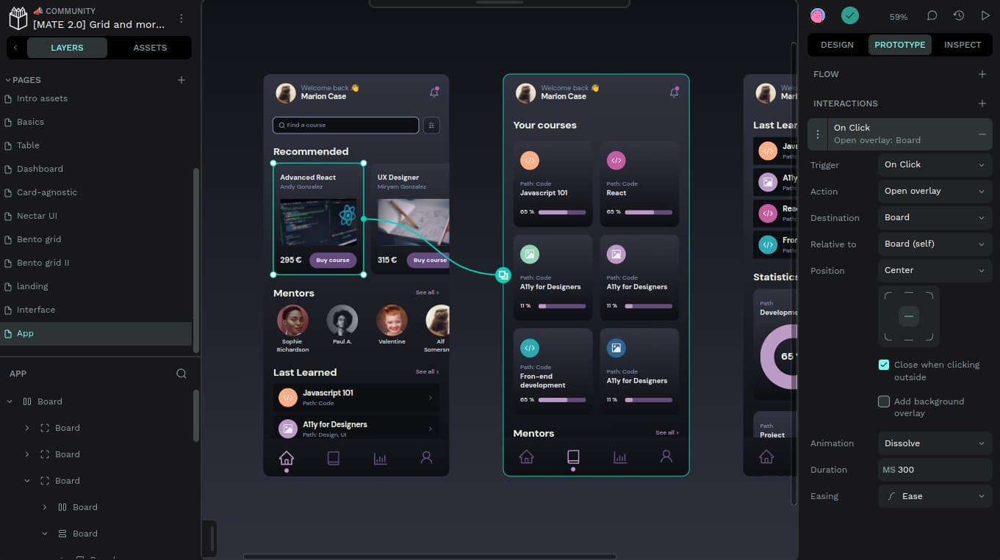 📣 COMMUNITY
[MATE 2.0] Grid and mor...
LAYERS
ASSETS
PAGES
Intro assets
Basics
Table
Dashboard
Card-agnostic
Nectar UI
Bento grid
Bento grid II
landing
Interface
App
APP
Board
Board
Board
Board
Board
Board
Welcome back 👋
Marion Case
Find a course
Recommended
Advanced React
Andy Gonzalez
295 €
Buy course
UX Designer
Miryam Gonzalez
315 €
Buy course
Mentors
See all ›
Sophie
Richardson
Paul A.
Valentine
Alf
Last Learned
See all ›
Javascript 101
Path: Code
A11y for Designers
Path: Design, UI
Welcome back 👋
Marion Case
Your courses
Path: Code
Javascript 101
65 %
Path: Code
React
65 %
Path: Code
A11y for Designers
11 %
Path: Code
A11y for Designers
11 %
Path: Code
Fron-end
development
65 %
Path: Code
A11y for Designers
11 %
Mentors
See all ›
Last Lear
Path:
Path:
Path:
Path:
Statistics
Path
Developme
65
Path
Project
59%
DESIGN
PROTOTYPE
INSPECT
FLOW
INTERACTIONS
On Click
Open overlay: Board
Trigger
On Click
Action
Open overlay
Destination
Board
Relative to
Board (self)
Position
Center
Close when clicking
outside
Add background
overlay
Animation
Dissolve
Duration
MS 300
Easing
Ease